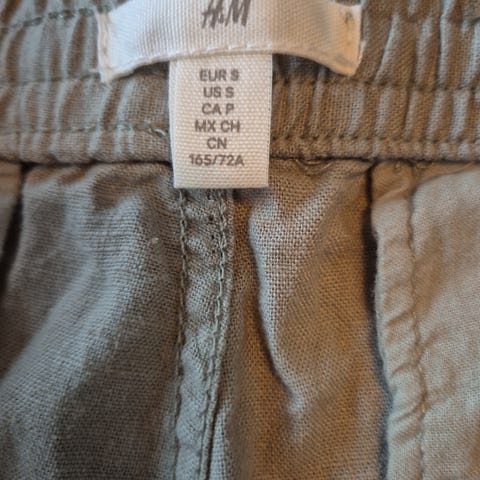 H&M
EUR S
US S
CA P
MX CH
CN
165/72A